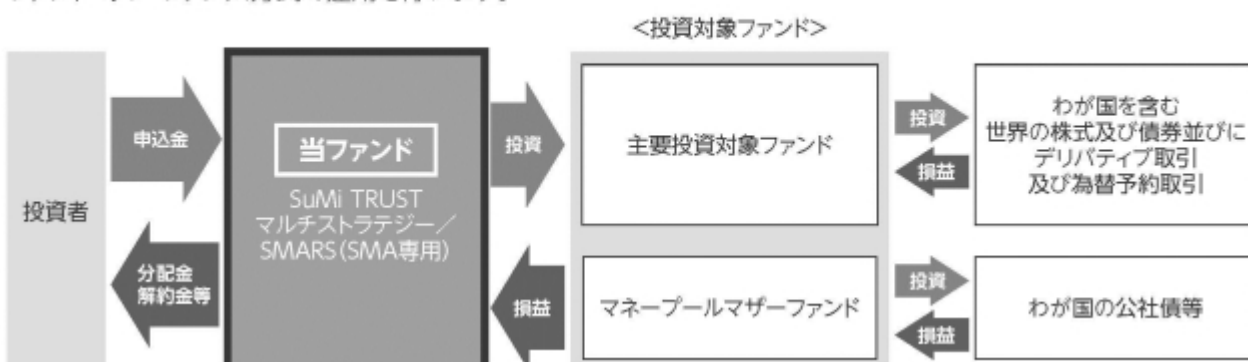 <投資対象ファンド>
投資者
申込金
分配金
解約金等
当ファンド
SuMi TRUST
マルチストラテジー／
SMARS(SMA専用)
投資
損益
主要投資対象ファンド
マネープールマザーファンド
投資
損益
わが国を含む
世界の株式及び債券並びに
デリバティブ取引
及び為替予約取引
投資
損益
わが国の公社債等